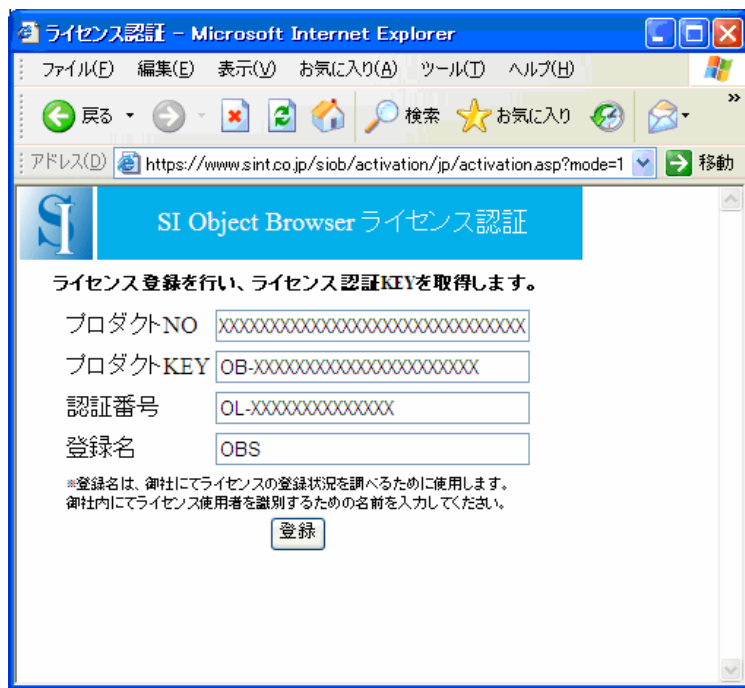 ライセンス認証 - Microsoft Internet Explorer
ファイル(F) 編集(E) 表示(V) お気に入り(A) ツール(T) ヘルプ(H)
戻る 検索 お気に入り »
アドレス(D) https://www.sint.co.jp/siob/activation/jp/activation.asp?mode=1 移動
SI SI Object Browser ライセンス認証
ライセンス登録を行い、ライセンス認証KEYを取得します。
プロダクトNO XXXXXXXXXXXXXXXXXXXXXXXXXXXXXX
プロダクトKEY OB-XXXXXXXXXXXXXXXXXXXXXX
認証番号 OL-XXXXXXXXXXXXXX
登録名 OBS
※登録名は、御社にてライセンスの登録状況を調べるために使用します。
御社内にてライセンス使用者を識別するための名前を入力してください。
登録